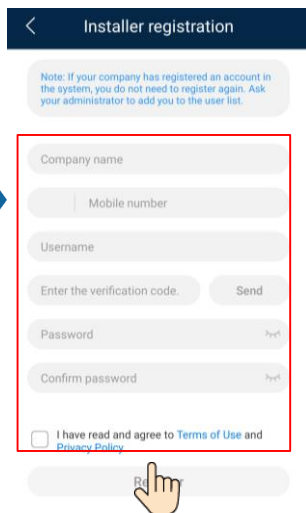 Installer registration
Note: If your company has registered an account in
the system, you do not need to register again. Ask
your administrator to add you to the user list.
Company name
Mobile number
Username
Enter the verification code. Send
Password
Confirm password
I have read and agree to Terms of Use and
Privacy Policy